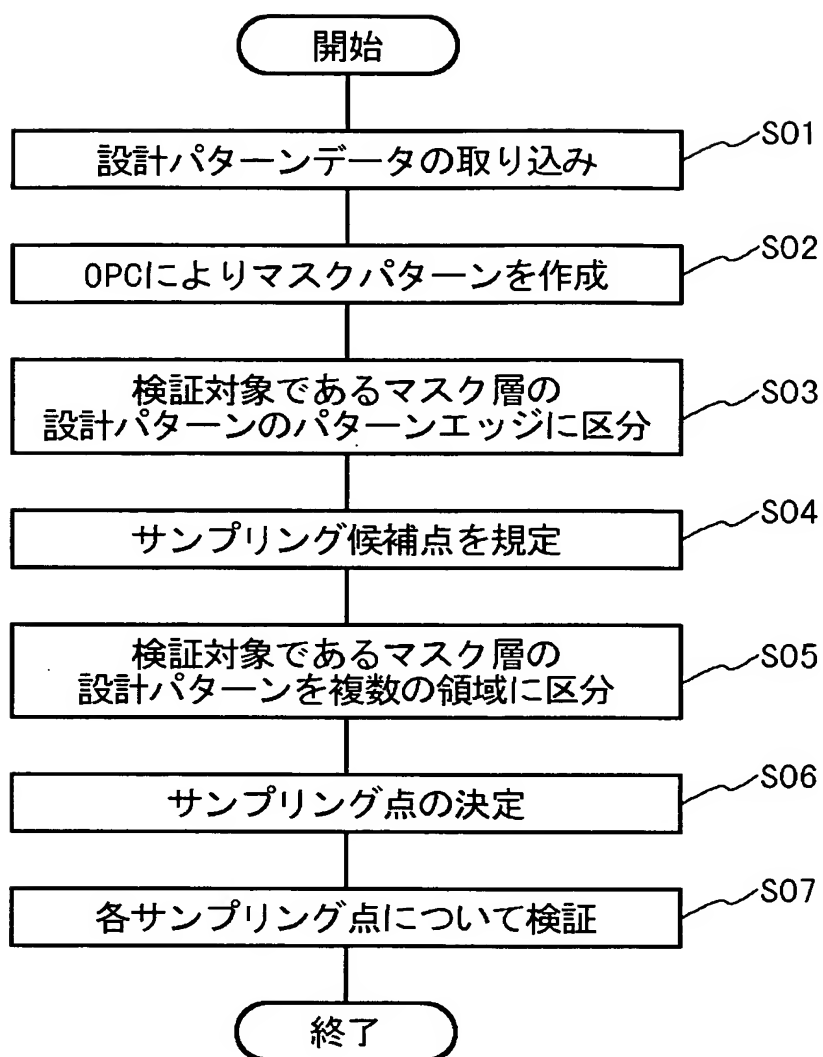 開始
設計パターンデータの取り込み
S01
OPCによりマスクパターンを作成
S02
検証対象であるマスク層の
設計パターンのパターンエッジに区分
S03
サンプリング候補点を規定
S04
検証対象であるマスク層の
設計パターンを複数の領域に区分
S05
サンプリング点の決定
S06
各サンプリング点について検証
S07
終了